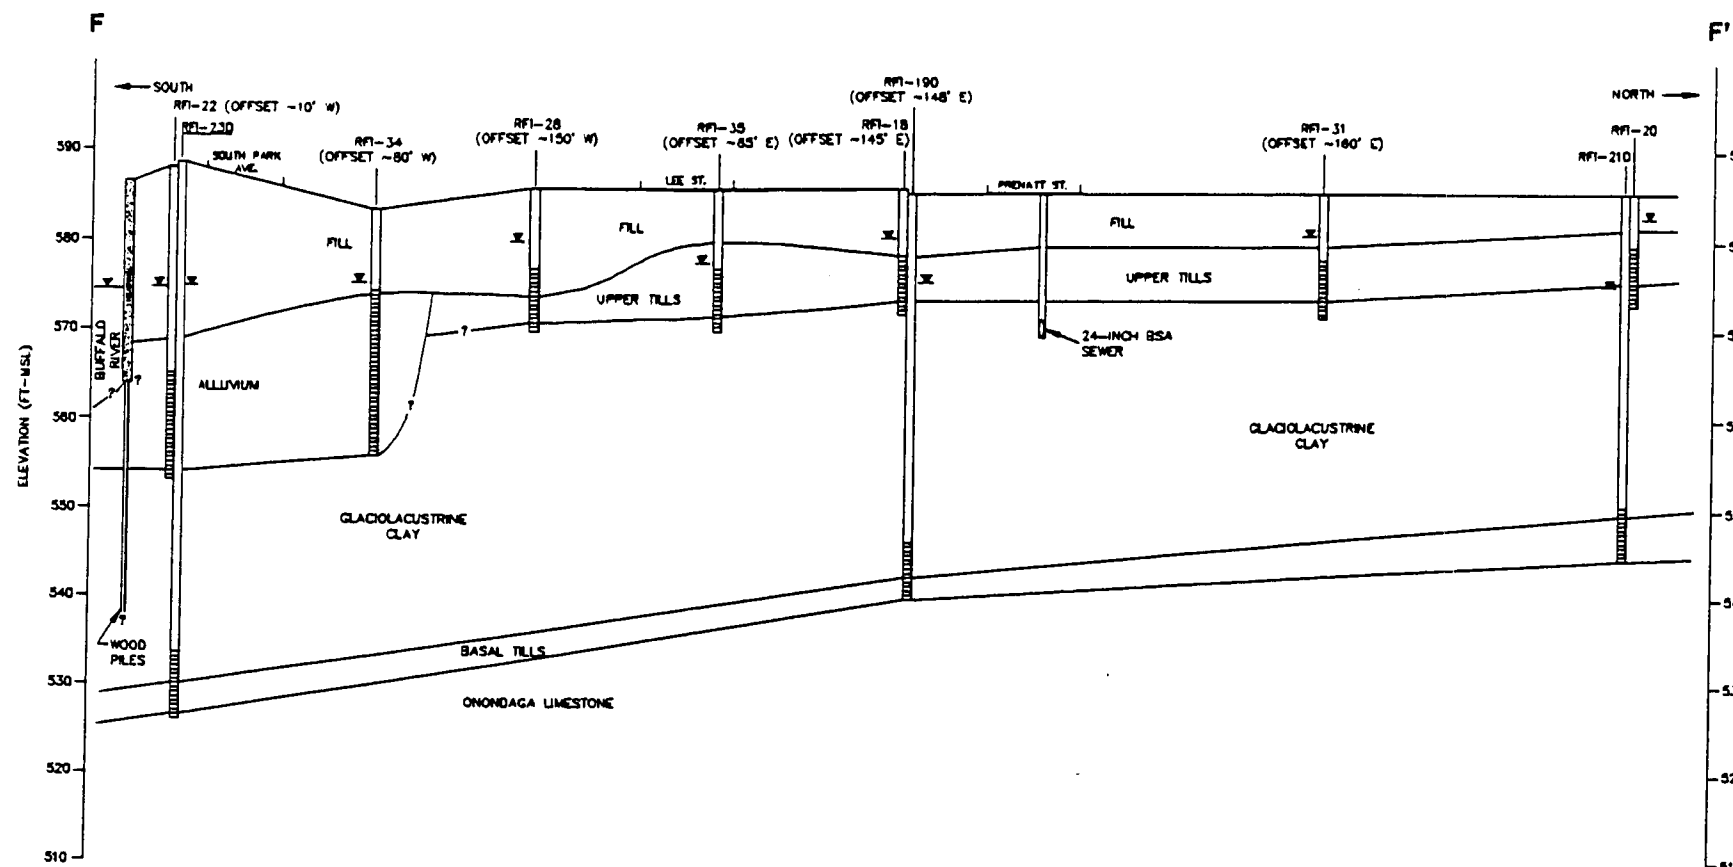 F
F'
SOUTH
NORTH
RFI-22 (OFFSET ~10' W)
RFI-23D
SOUTH PARK
AVE.
RFI-34
(OFFSET ~80' W)
RFI-28
(OFFSET ~150' W)
RFI-35
(OFFSET ~85' E)
LEE ST.
RFI-190
(OFFSET ~148' E)
RFI-18
(OFFSET ~145' E)
PRENATT ST.
RFI-31
(OFFSET ~160' E)
RFI-20
RFI-21D
590
580
570
560
550
540
530
520
510
ELEVATION (FT-MSL)
BUFFALO
RIVER
FILL
FILL
FILL
UPPER TILLS
UPPER TILLS
ALLUVIUM
24-INCH BSA
SEWER
GLACIOLACUSTRINE
CLAY
GLACIOLACUSTRINE
CLAY
?
?
?
?
?
WOOD
PILES
BASAL TILLS
ONONDAGA LIMESTONE